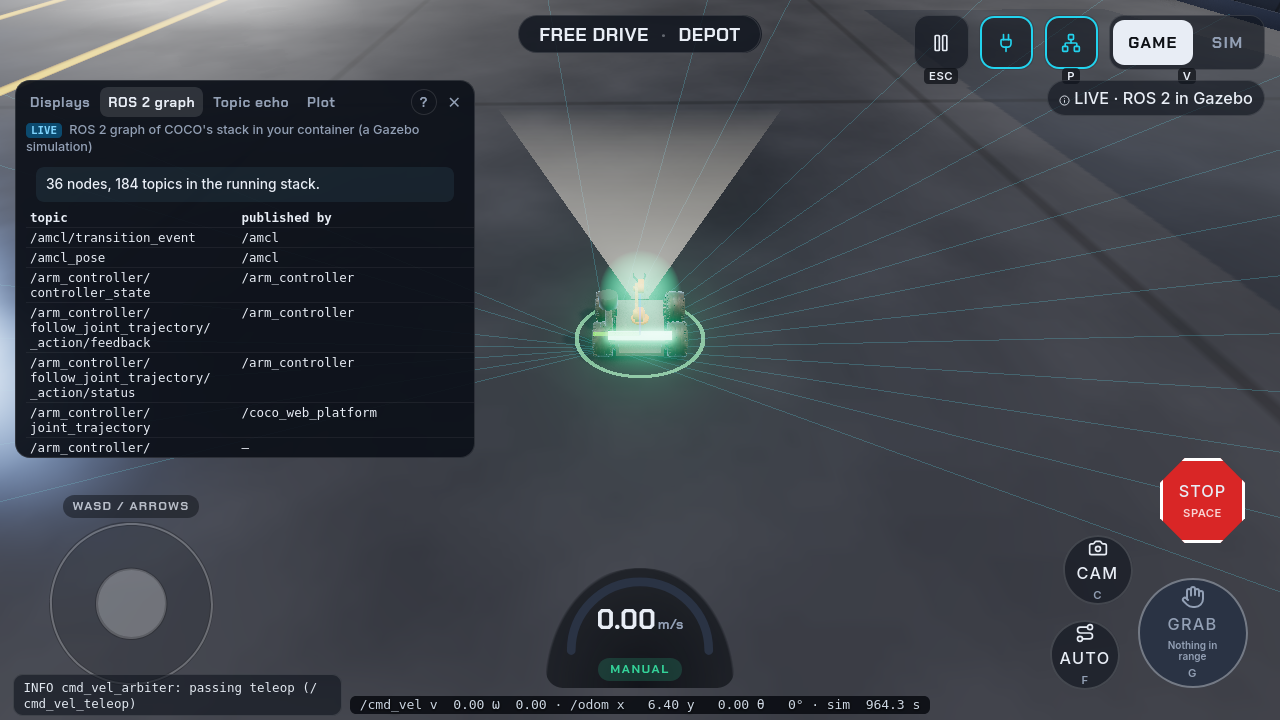 FREE DRIVE · DEPOT
ESC
P
GAME SIM
V
LIVE · ROS 2 in Gazebo
Displays ROS 2 graph Topic echo Plot ? ×
LIVE ROS 2 graph of COCO's stack in your container (a Gazebo
simulation)
36 nodes, 184 topics in the running stack.
topic published by
/amcl/transition_event /amcl
/amcl_pose /amcl
/arm_controller/ /arm_controller
controller_state
/arm_controller/ /arm_controller
follow_joint_trajectory/
_action/feedback
/arm_controller/ /arm_controller
follow_joint_trajectory/
_action/status
/arm_controller/ /coco_web_platform
joint_trajectory
/arm_controller/ —
WASD / ARROWS
STOP
SPACE
CAM
C
GRAB
Nothing in
range
G
AUTO
F
0.00 m/s
MANUAL
INFO cmd_vel_arbiter: passing teleop (/
cmd_vel_teleop)
/cmd_vel v 0.00 ω 0.00 · /odom x 6.40 y 0.00 θ 0° · sim 964.3 s